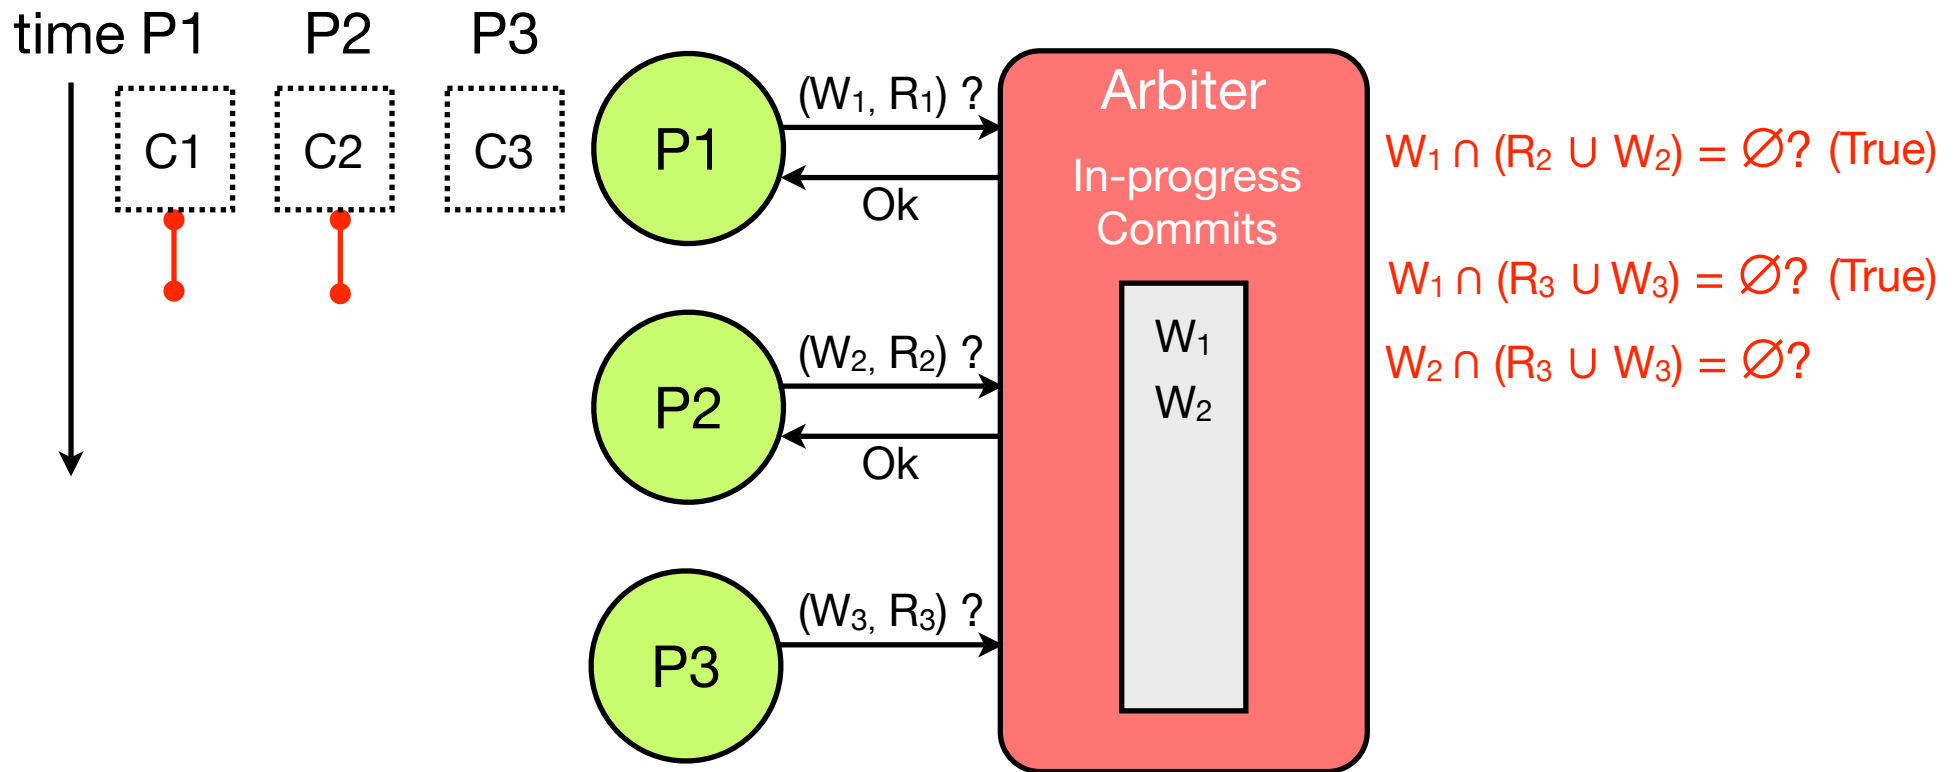 time P1 P2 P3
C1 C2 C3
P1
(W₁, R₁) ?
Ok
Arbiter
In-progress
Commits
W₁
W₂
W₁ ∩ (R₂ ∪ W₂) = ∅? (True)
W₁ ∩ (R₃ ∪ W₃) = ∅? (True)
W₂ ∩ (R₃ ∪ W₃) = ∅?
P2
(W₂, R₂) ?
Ok
P3
(W₃, R₃) ?